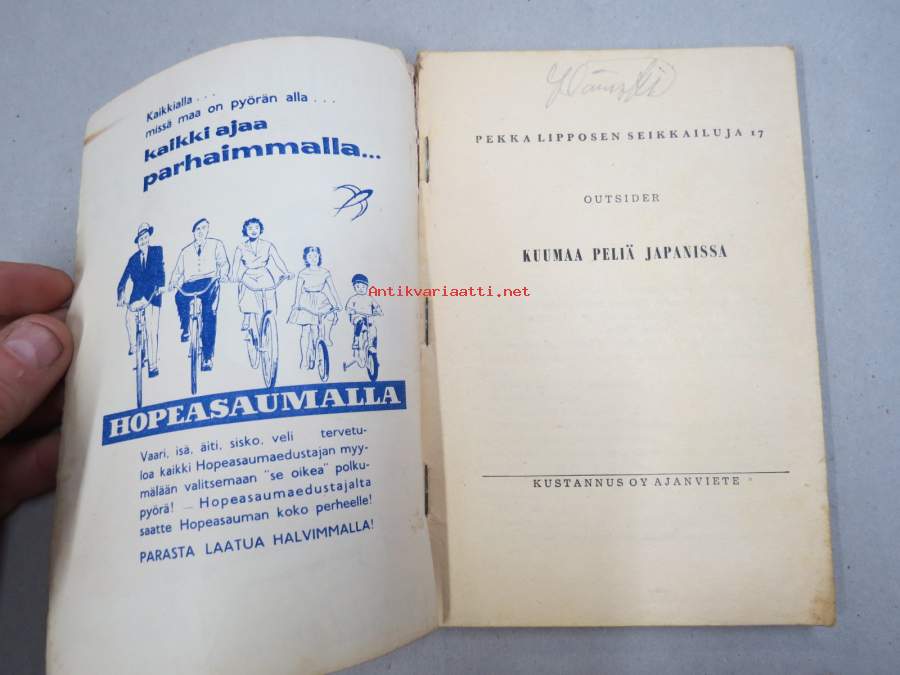 Kaikkialla . . .
missä maa on pyörän alla . . .
kaikki ajaa
parhaimmalla...
HOPEASAUMALLA
Vaari, isä, äiti, sisko, veli tervetu-
loa kaikki Hopeasaumaedustajan myy-
mälään valitsemaan "se oikea" polku-
pyörä! — Hopeasaumaedustajalta
saatte Hopeasauman koko perheelle!
PARASTA LAATUA HALVIMMALLA!
PEKKA LIPPOSEN SEIKKAILUJA 17
OUTSIDER
KUUMAA PELIÄ JAPANISSA
KUSTANNUS OY AJANVIETE
Antikvariaatti.net